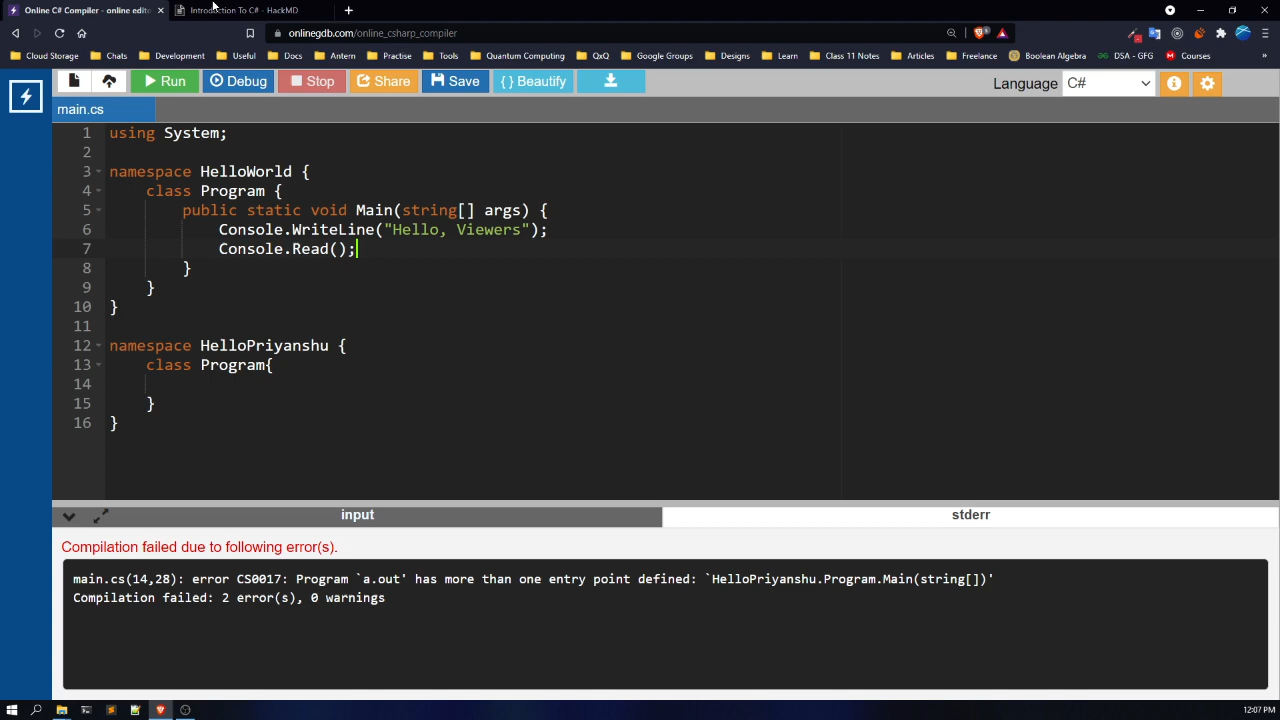 Online C# Compiler - online edito
Introduction To C# - HackMD
onlinegdb.com/online_csharp_compiler
Cloud Storage Chats Development Useful Docs Antern Practise Tools Quantum Computing QxQ Google Groups Designs Learn Class 11 Notes Articles Freelance Boolean Algebra DSA - GFG Courses »
Run Debug Stop Share Save { } Beautify Language C#
main.cs
1 using System;
2
3 namespace HelloWorld {
4 class Program {
5 public static void Main(string[] args) {
6 Console.WriteLine("Hello, Viewers");
7 Console.Read();
8 }
9 }
10 }
11
12 namespace HelloPriyanshu {
13 class Program{
14
15 }
16 }
input stderr
Compilation failed due to following error(s).
main.cs(14,28): error CS0017: Program `a.out' has more than one entry point defined: `HelloPriyanshu.Program.Main(string[])'
Compilation failed: 2 error(s), 0 warnings
12:07 PM